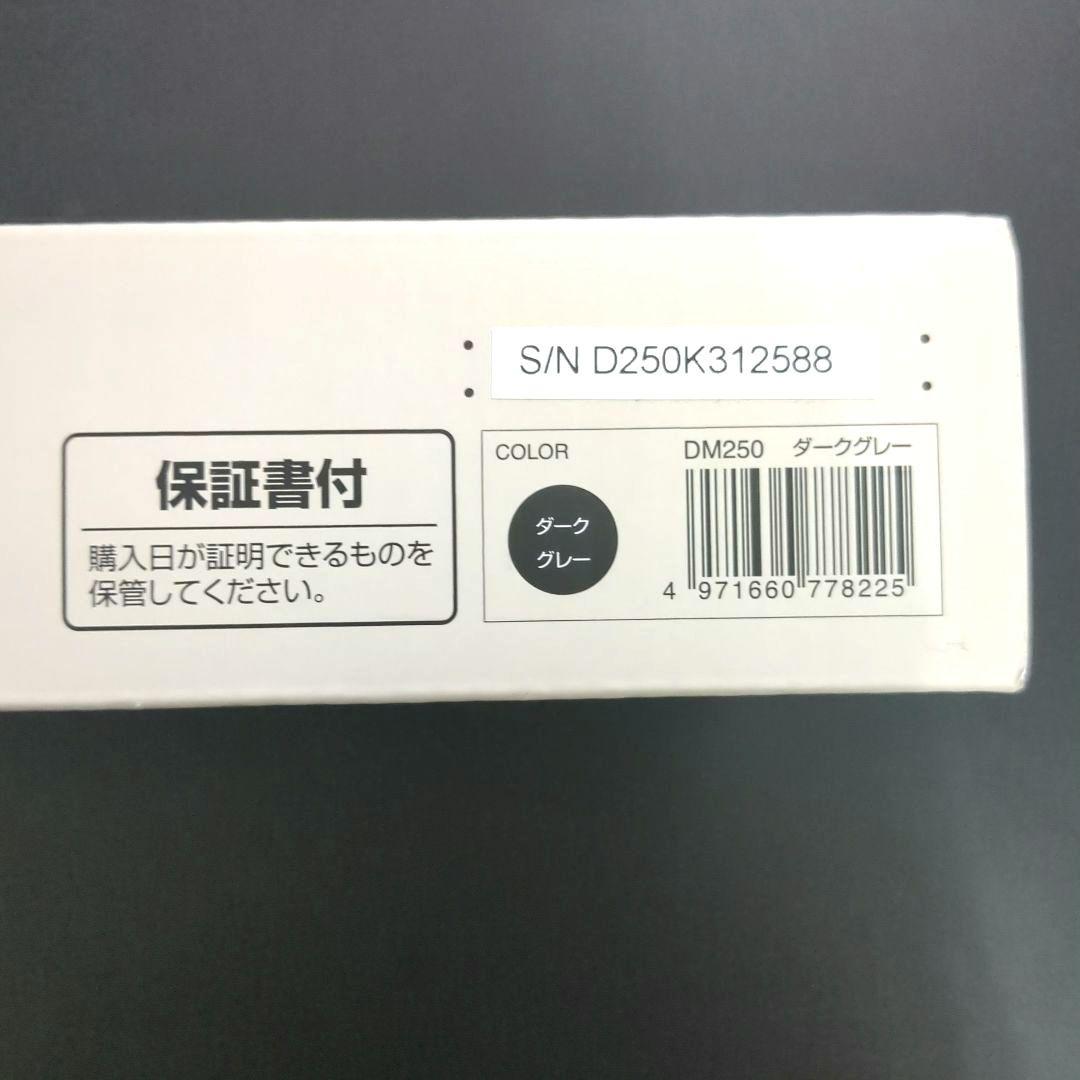 S/N D250K312588
保証書付
購入日が証明できるものを
保管してください。
COLOR
ダーク
グレー
DM250 ダークグレー
4 971660 778225